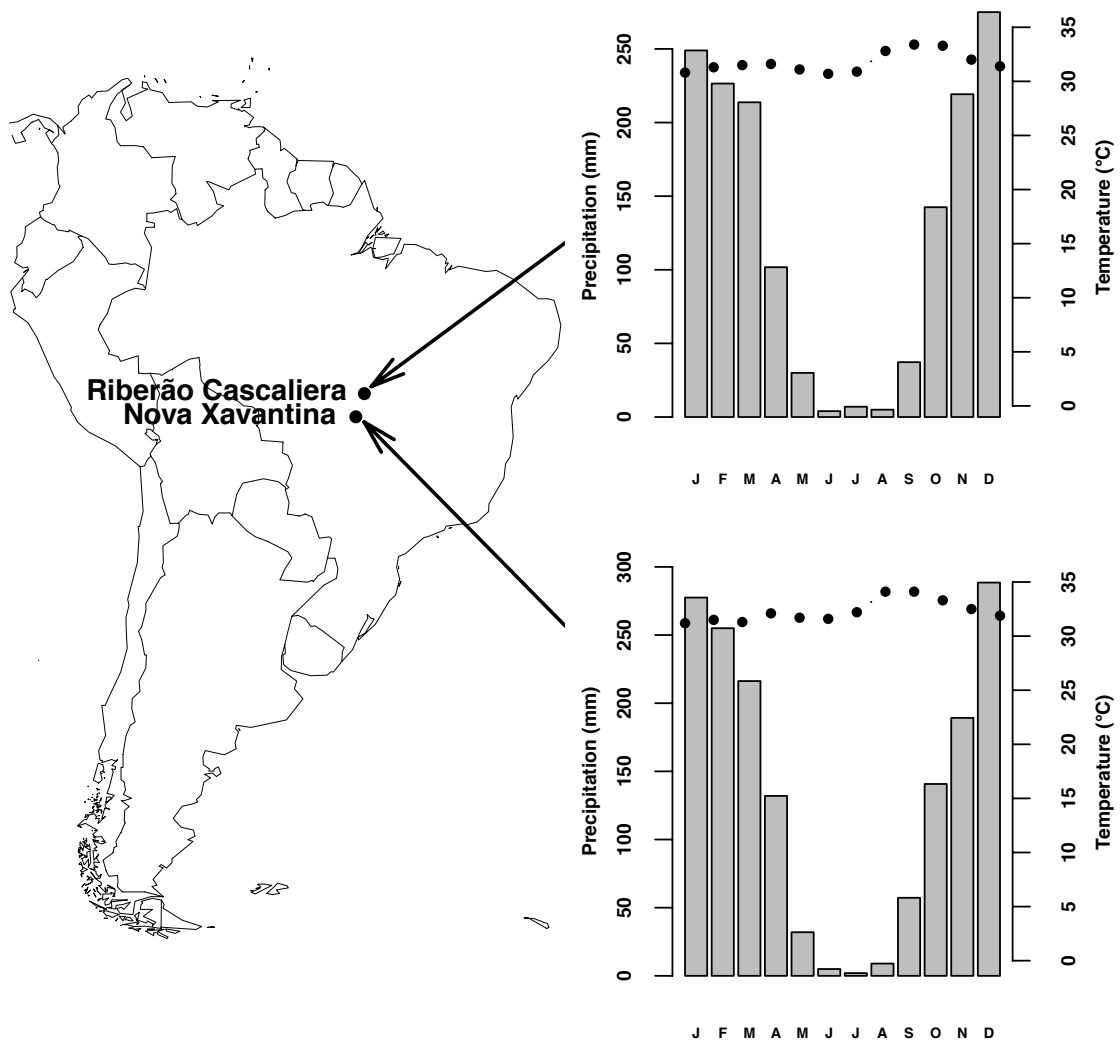 Riberão Cascaliera
Nova Xavantina
Precipitation (mm)
0 50 100 150 200 250
Temperature (°C)
0 5 10 15 20 25 30 35
J F M A M J J A S O N D
Precipitation (mm)
0 50 100 150 200 250 300
Temperature (°C)
0 5 10 15 20 25 30 35
J F M A M J J A S O N D